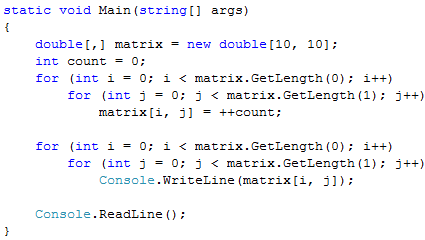 static void Main(string[] args)
{
    double[,] matrix = new double[10, 10];
    int count = 0;
    for (int i = 0; i < matrix.GetLength(0); i++)
        for (int j = 0; j < matrix.GetLength(1); j++)
            matrix[i, j] = ++count;

    for (int i = 0; i < matrix.GetLength(0); i++)
        for (int j = 0; j < matrix.GetLength(1); j++)
            Console.WriteLine(matrix[i, j]);

    Console.ReadLine();
}